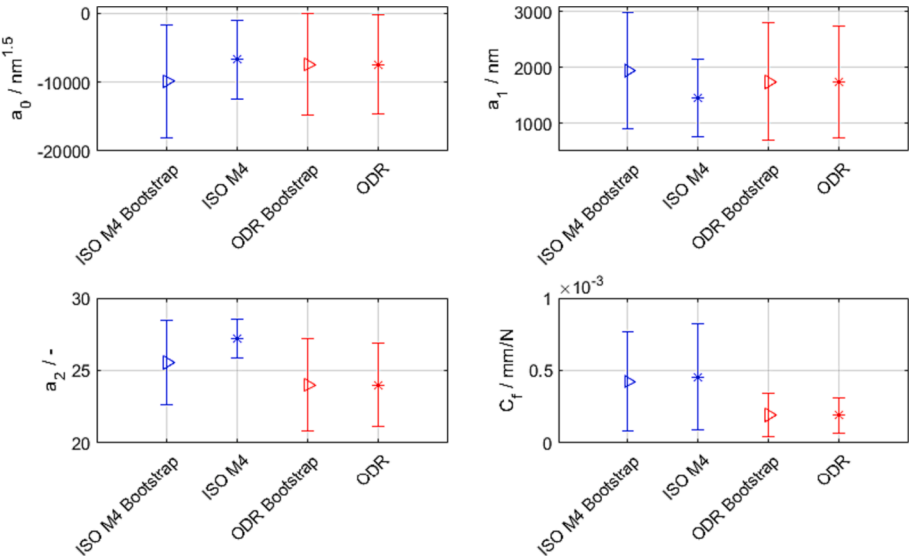 0
-10000
-20000
a0 / nm1.5
ISO M4 Bootstrap
ISO M4
ODR Bootstrap
ODR
3000
2000
1000
a1 / nm
ISO M4 Bootstrap
ISO M4
ODR Bootstrap
ODR
30
25
20
a2 / -
ISO M4 Bootstrap
ISO M4
ODR Bootstrap
ODR
×10-3
1
0.5
0
Cf / mm/N
ISO M4 Bootstrap
ISO M4
ODR Bootstrap
ODR